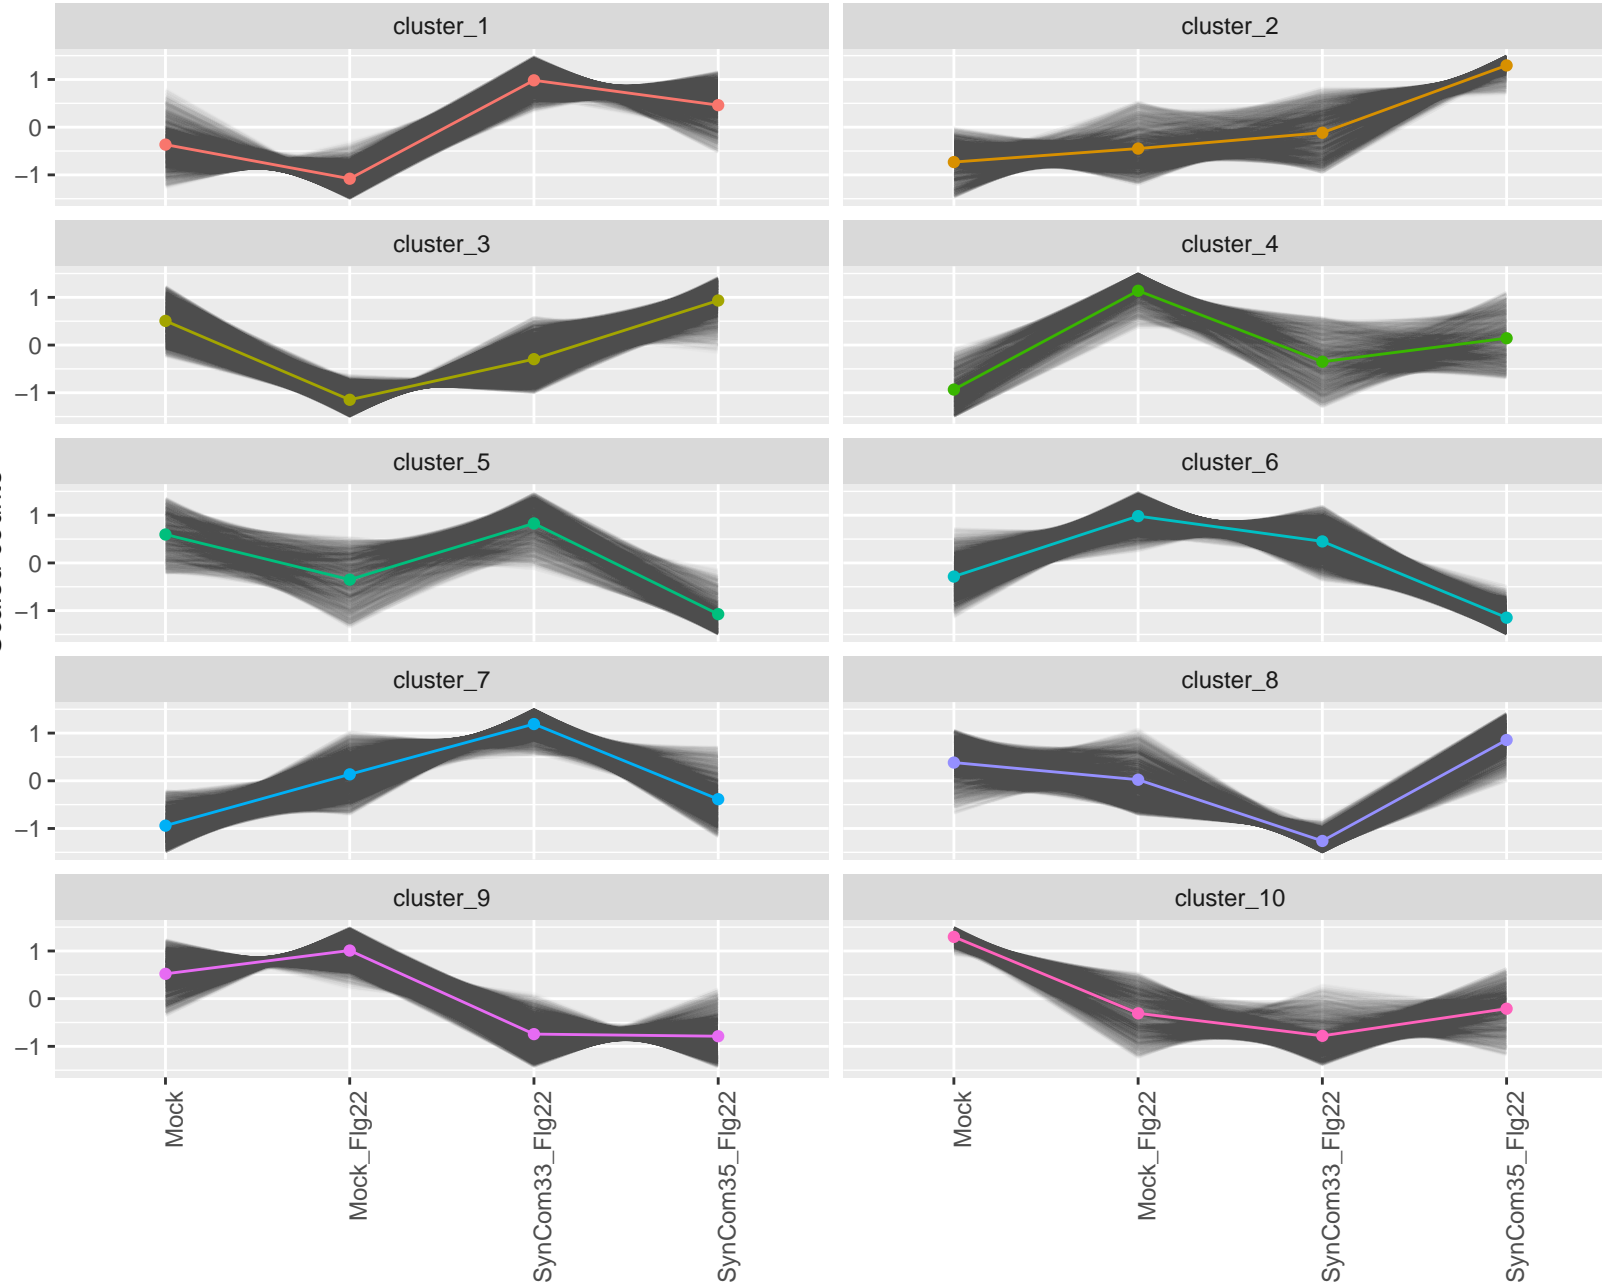 cluster_1
cluster_2
1
0
−1
cluster_3
cluster_4
1
0
−1
cluster_5
cluster_6
1
0
−1
cluster_7
cluster_8
1
0
−1
cluster_9
cluster_10
1
0
−1
Mock
Mock_Flg22
SynCom33_Flg22
SynCom35_Flg22
Mock
Mock_Flg22
SynCom33_Flg22
SynCom35_Flg22